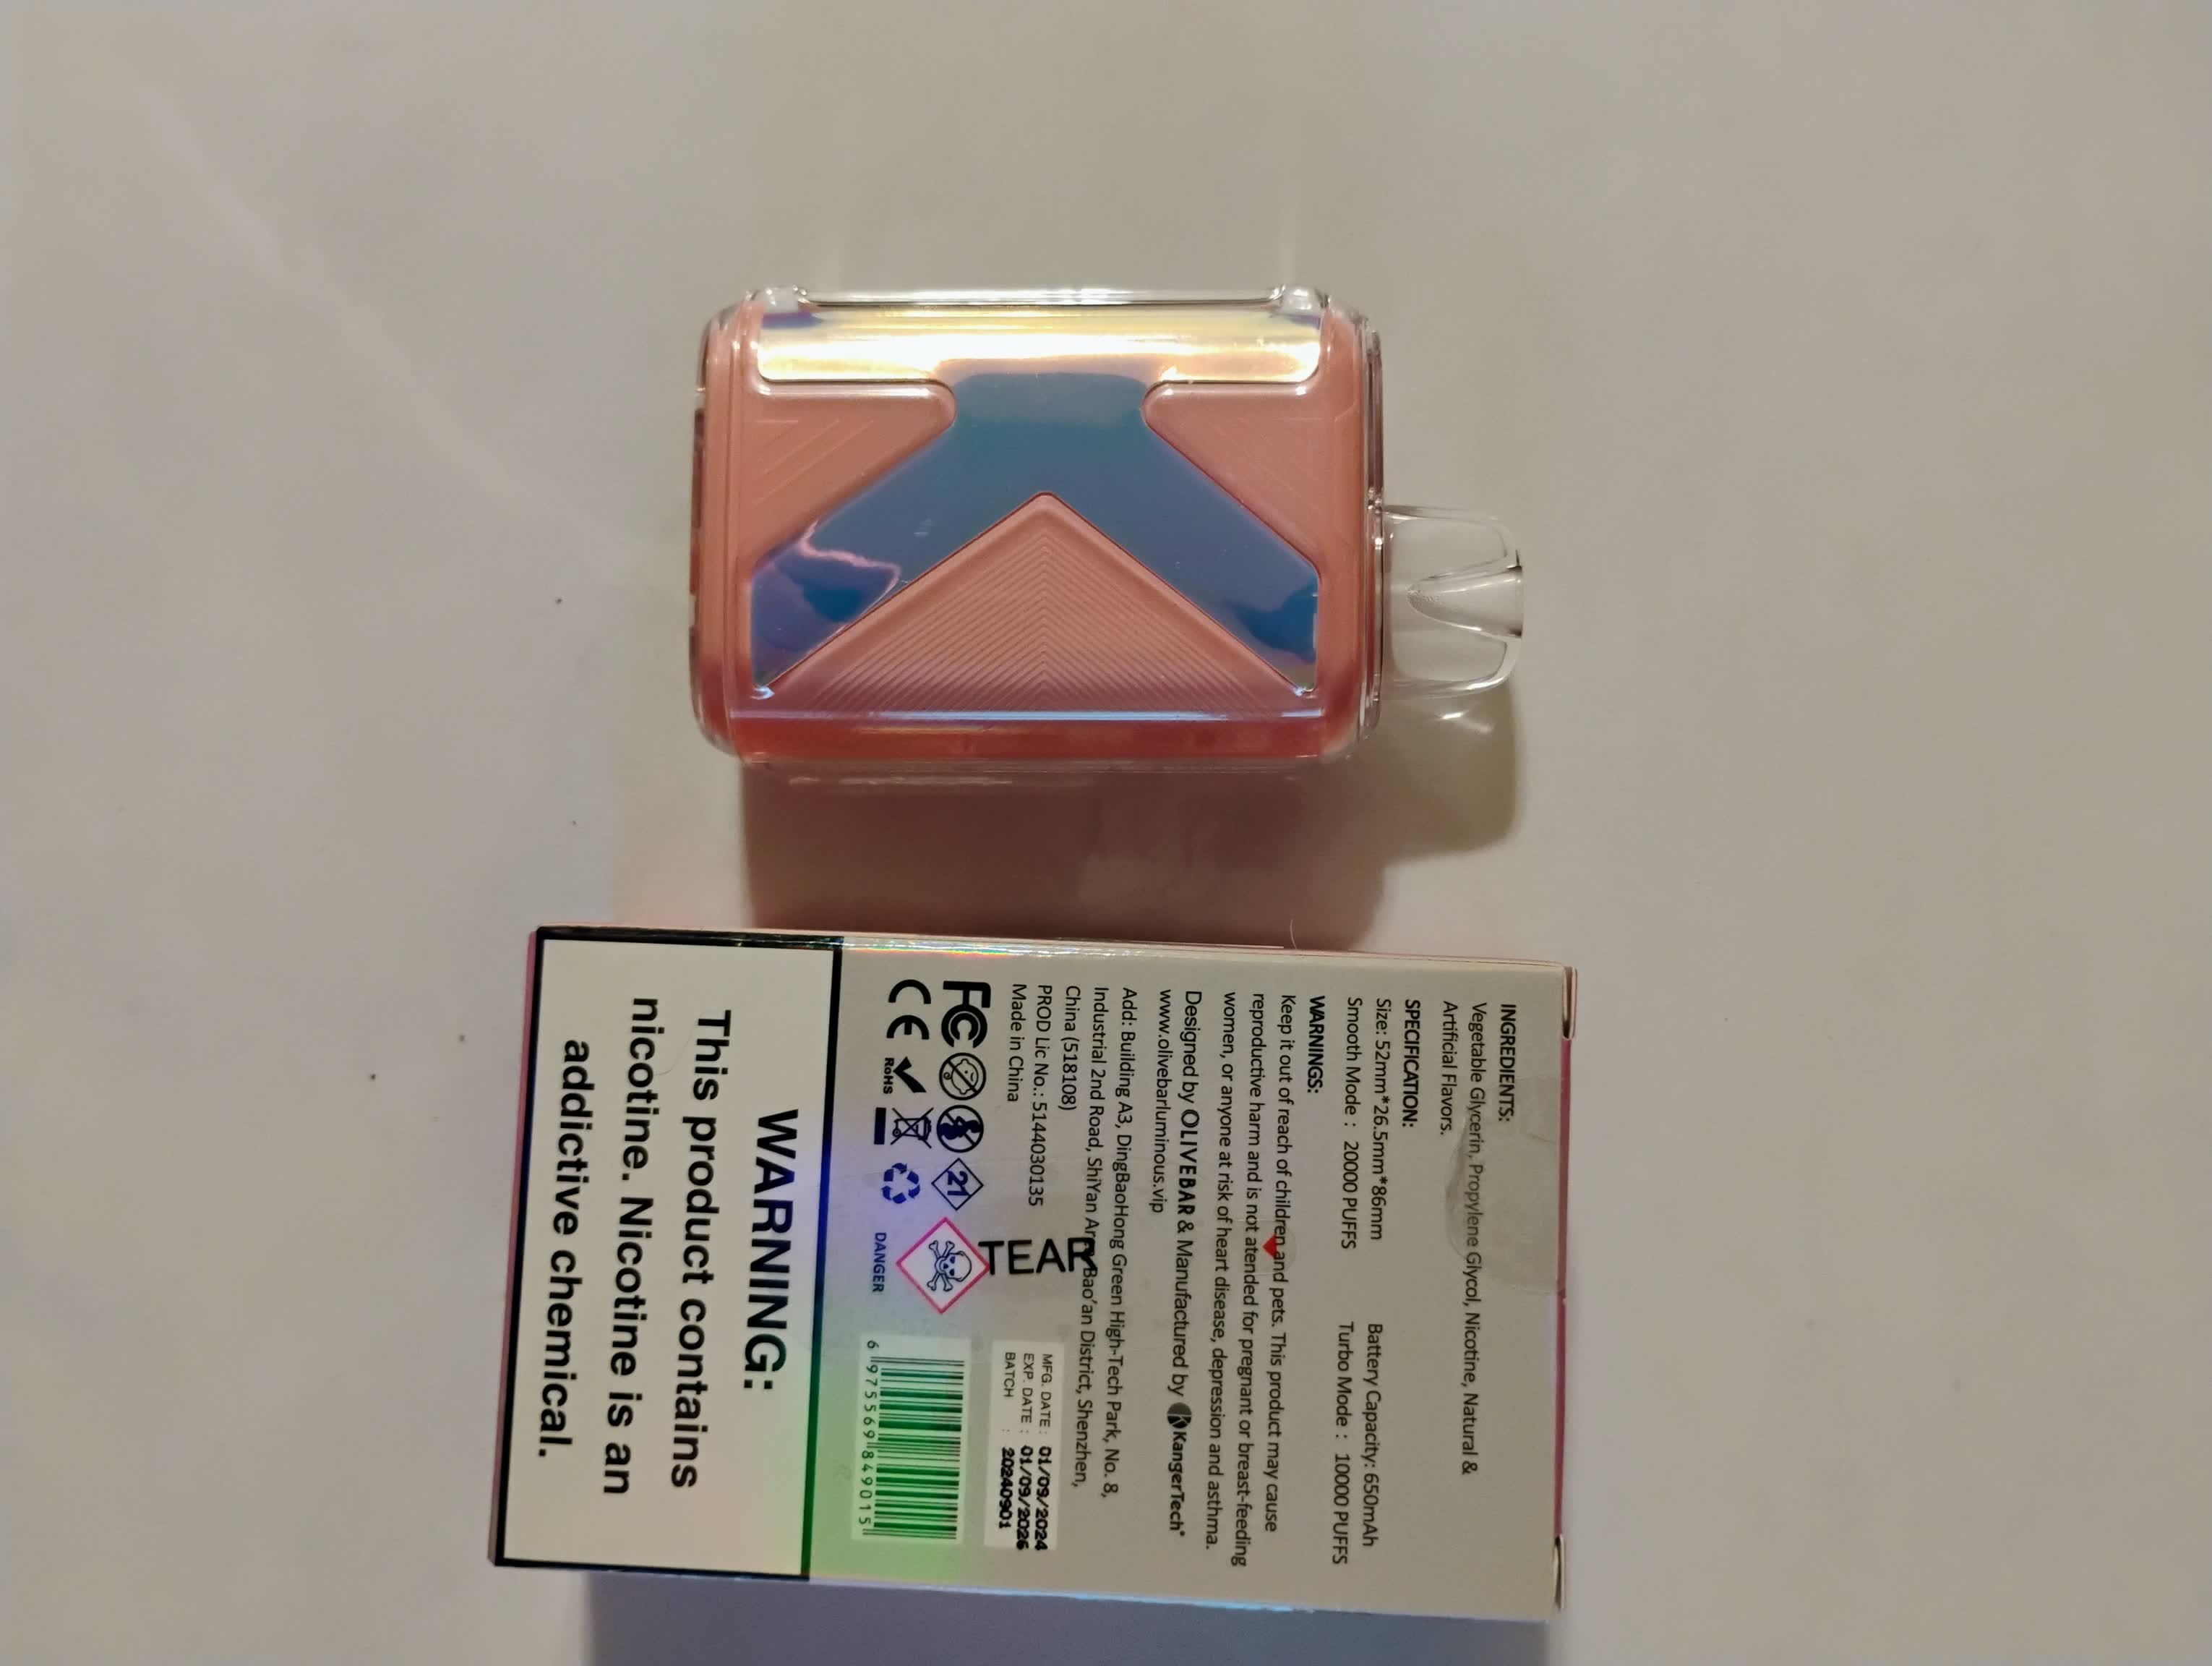 INGREDIENTS:
Vegetable Glycerin, Propylene Glycol, Nicotine, Natural &
Artificial Flavors.
SPECIFICATION:
Size: 52mm*26.5mm*86mm Battery Capacity: 650mAh
Smooth Mode : 20000 PUFFS Turbo Mode : 10000 PUFFS
WARNINGS:
Keep it out of reach of children and pets. This product may cause
reproductive harm and is not atended for pregnant or breast-feeding
women, or anyone at risk of heart disease, depression and asthma.
Designed by OLIVEBAR & Manufactured by KangerTech®
www.olivebarluminous.vip
Add: Building A3, DingBaoHong Green High-Tech Park, No. 8,
Industrial 2nd Road, ShiYan Area, Bao'an District, Shenzhen,
China (518108)
PROD Lic No.: 5144030135
Made in China
TEAR
MFG. DATE : 01/09/2024
EXP. DATE : 01/09/2026
BATCH : 20240901
FC
21
CE
RoHS
DANGER
6 975569 849015
WARNING:
This product contains
nicotine. Nicotine is an
addictive chemical.